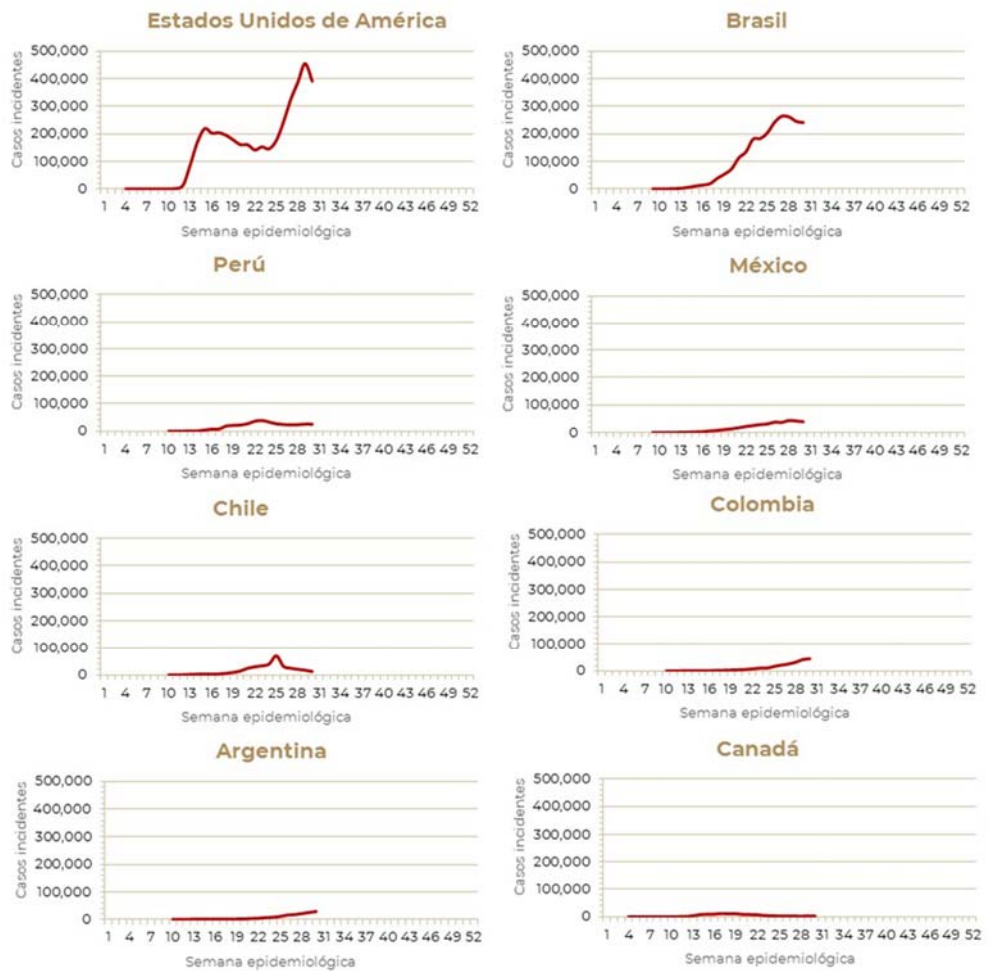 Estados Unidos de América
Casos incidentes
500,000
400,000
300,000
200,000
100,000
0
1 4 7 10 13 16 19 22 25 28 31 34 37 40 43 46 49 52
Semana epidemiológica
Brasil
Casos incidentes
500,000
400,000
300,000
200,000
100,000
0
1 4 7 10 13 16 19 22 25 28 31 34 37 40 43 46 49 52
Semana epidemiológica
Perú
Casos incidentes
500,000
400,000
300,000
200,000
100,000
0
1 4 7 10 13 16 19 22 25 28 31 34 37 40 43 46 49 52
Semana epidemiológica
México
Casos incidentes
500,000
400,000
300,000
200,000
100,000
0
1 4 7 10 13 16 19 22 25 28 31 34 37 40 43 46 49 52
Semana epidemiológica
Chile
Casos incidentes
500,000
400,000
300,000
200,000
100,000
0
1 4 7 10 13 16 19 22 25 28 31 34 37 40 43 46 49 52
Semana epidemiológica
Colombia
Casos incidentes
500,000
400,000
300,000
200,000
100,000
0
1 4 7 10 13 16 19 22 25 28 31 34 37 40 43 46 49 52
Semana epidemiológica
Argentina
Casos incidentes
500,000
400,000
300,000
200,000
100,000
0
1 4 7 10 13 16 19 22 25 28 31 34 37 40 43 46 49 52
Semana epidemiológica
Canadá
Casos incidentes
500,000
400,000
300,000
200,000
100,000
0
1 4 7 10 13 16 19 22 25 28 31 34 37 40 43 46 49 52
Semana epidemiológica